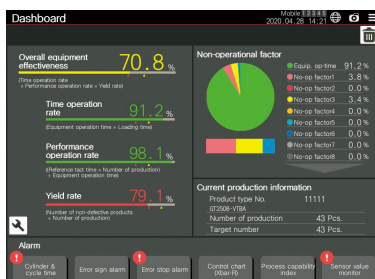 Dashboard
Mobile 12345
2020.04.28 14:21
Overall equipment
effectiveness
70.8 %
(Time operation rate
× Performance operation rate × Yield rate)
Time operation
rate
91.2 %
(Equipment operation time ÷ Loading time)
Performance
operation rate
98.1 %
((Reference tact time × Number of production)
÷ Equipment operation time)
Yield rate
79.1 %
(Number of non-defective products
÷ Number of production)
Non-operational factor
Equip. op-time 91.2 %
No-op factor1 3.8 %
No-op factor2 0.0 %
No-op factor3 3.4 %
No-op factor4 0.0 %
No-op factor5 0.0 %
No-op factor6 0.0 %
No-op factor7 0.0 %
No-op factor8 0.0 %
Current production information
Product type No. 11111
GT2508-VTBA
Number of production 43 Pcs.
Target number 43 Pcs.
Alarm
Cylinder &
cycle time
Error sign alarm
Error stop alarm
Control chart
(Xbar-R)
Process capability
index
Sensor value
monitor